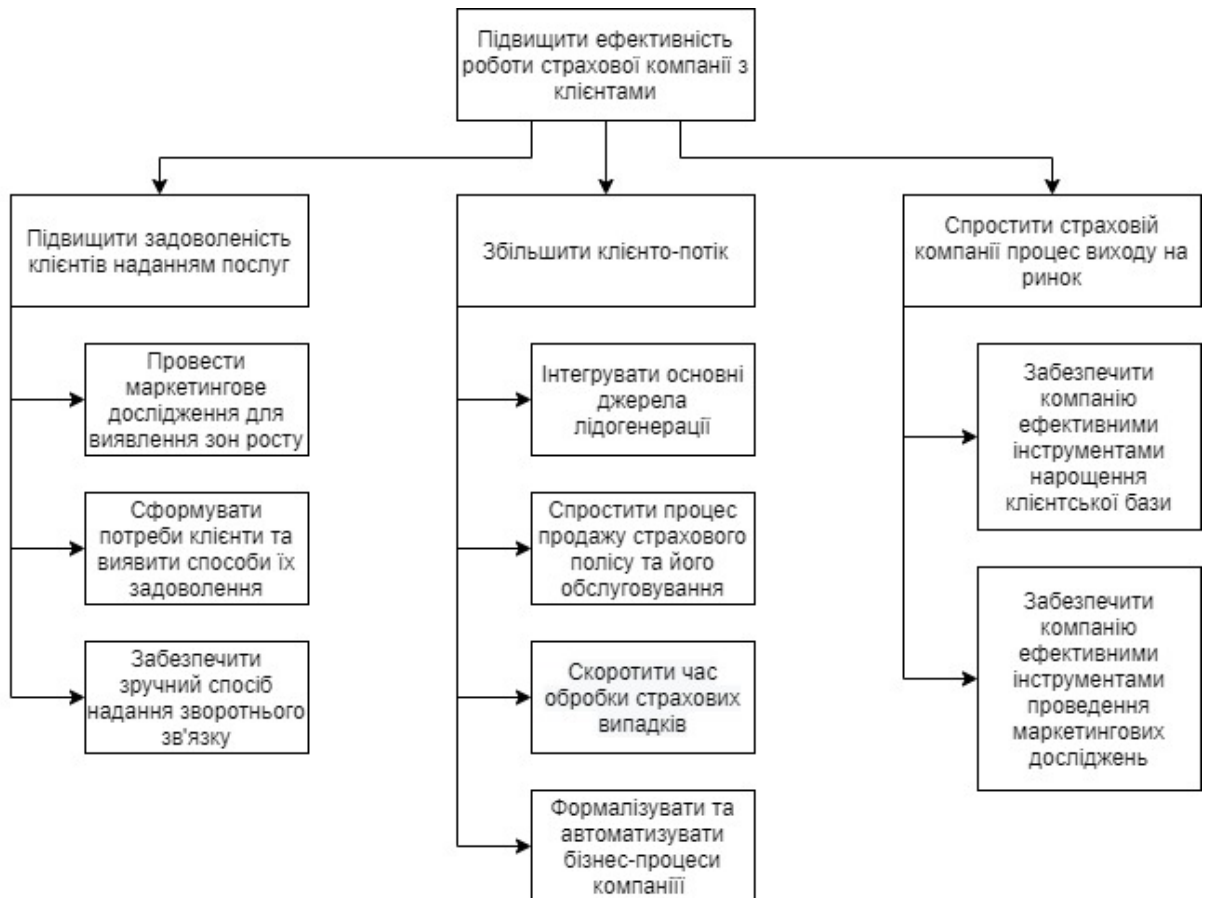 Підвищити ефективність
роботи страхової компанії з
клієнтами
Підвищити задоволеність
клієнтів наданням послуг
Провести
маркетингове
дослідження для
виявлення зон росту
Сформувати
потреби клієнти та
виявити способи їх
задоволення
Забезпечити
зручний спосіб
надання зворотнього
зв'язку
Збільшити клієнто-потік
Інтегрувати основні
джерела
лідогенерації
Спростити процес
продажу страхового
полісу та його
обслуговування
Скоротити час
обробки страхових
випадків
Формалізувати та
автоматизувати
бізнес-процеси
компаніїї
Спростити страховій
компанії процес виходу на
ринок
Забезпечити
компанію
ефективними
інструментами
нарощення
клієнтської бази
Забезпечити
компанію
ефективними
інструментами
проведення
маркетингових
досліджень